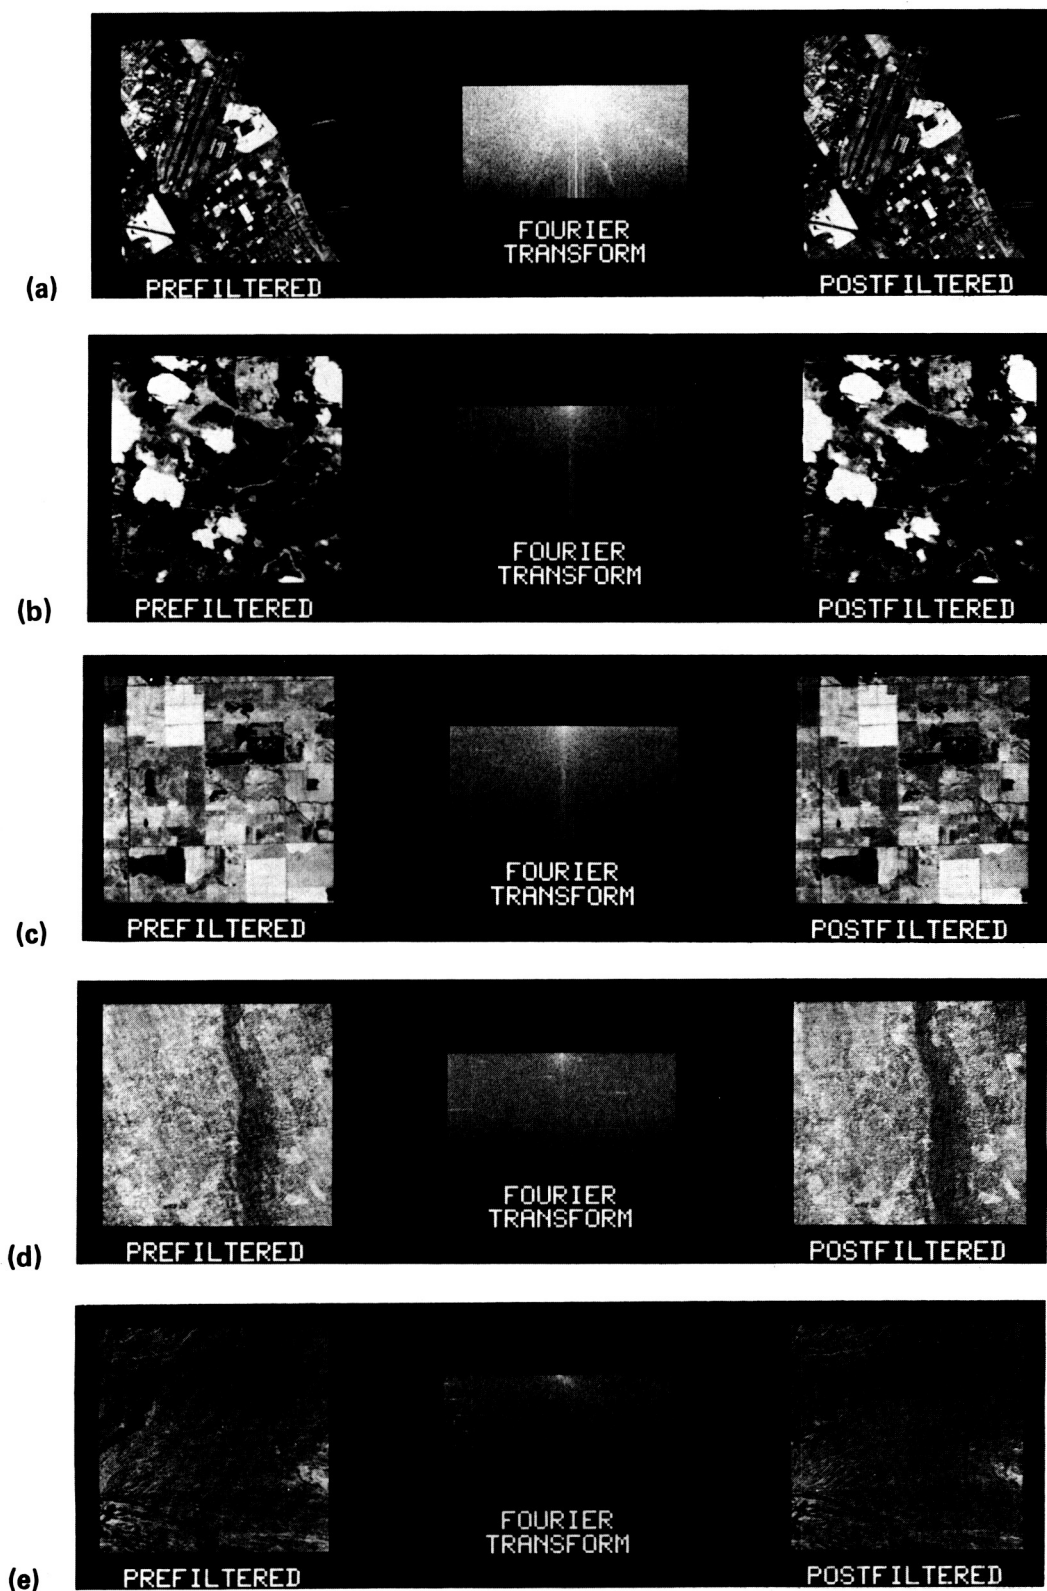 FOURIER
TRANSFORM
(a)
PREFILTERED
POSTFILTERED
FOURIER
TRANSFORM
(b)
PREFILTERED
POSTFILTERED
FOURIER
TRANSFORM
(c)
PREFILTERED
POSTFILTERED
FOURIER
TRANSFORM
(d)
PREFILTERED
POSTFILTERED
FOURIER
TRANSFORM
(e)
PREFILTERED
POSTFILTERED